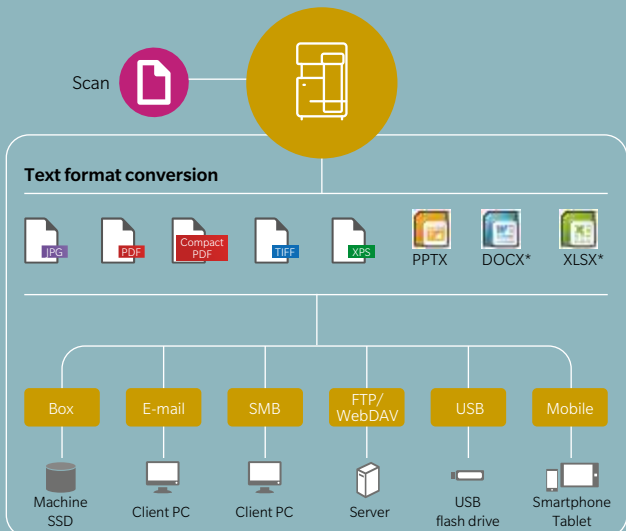 Scan
Text format conversion
JPG
PDF
Compact
PDF
TIFF
XPS
PPTX
DOCX*
XLSX*
Box
E-mail
SMB
FTP/
WebDAV
USB
Mobile
Machine
SSD
Client PC
Client PC
Server
USB
flash drive
Smartphone
Tablet